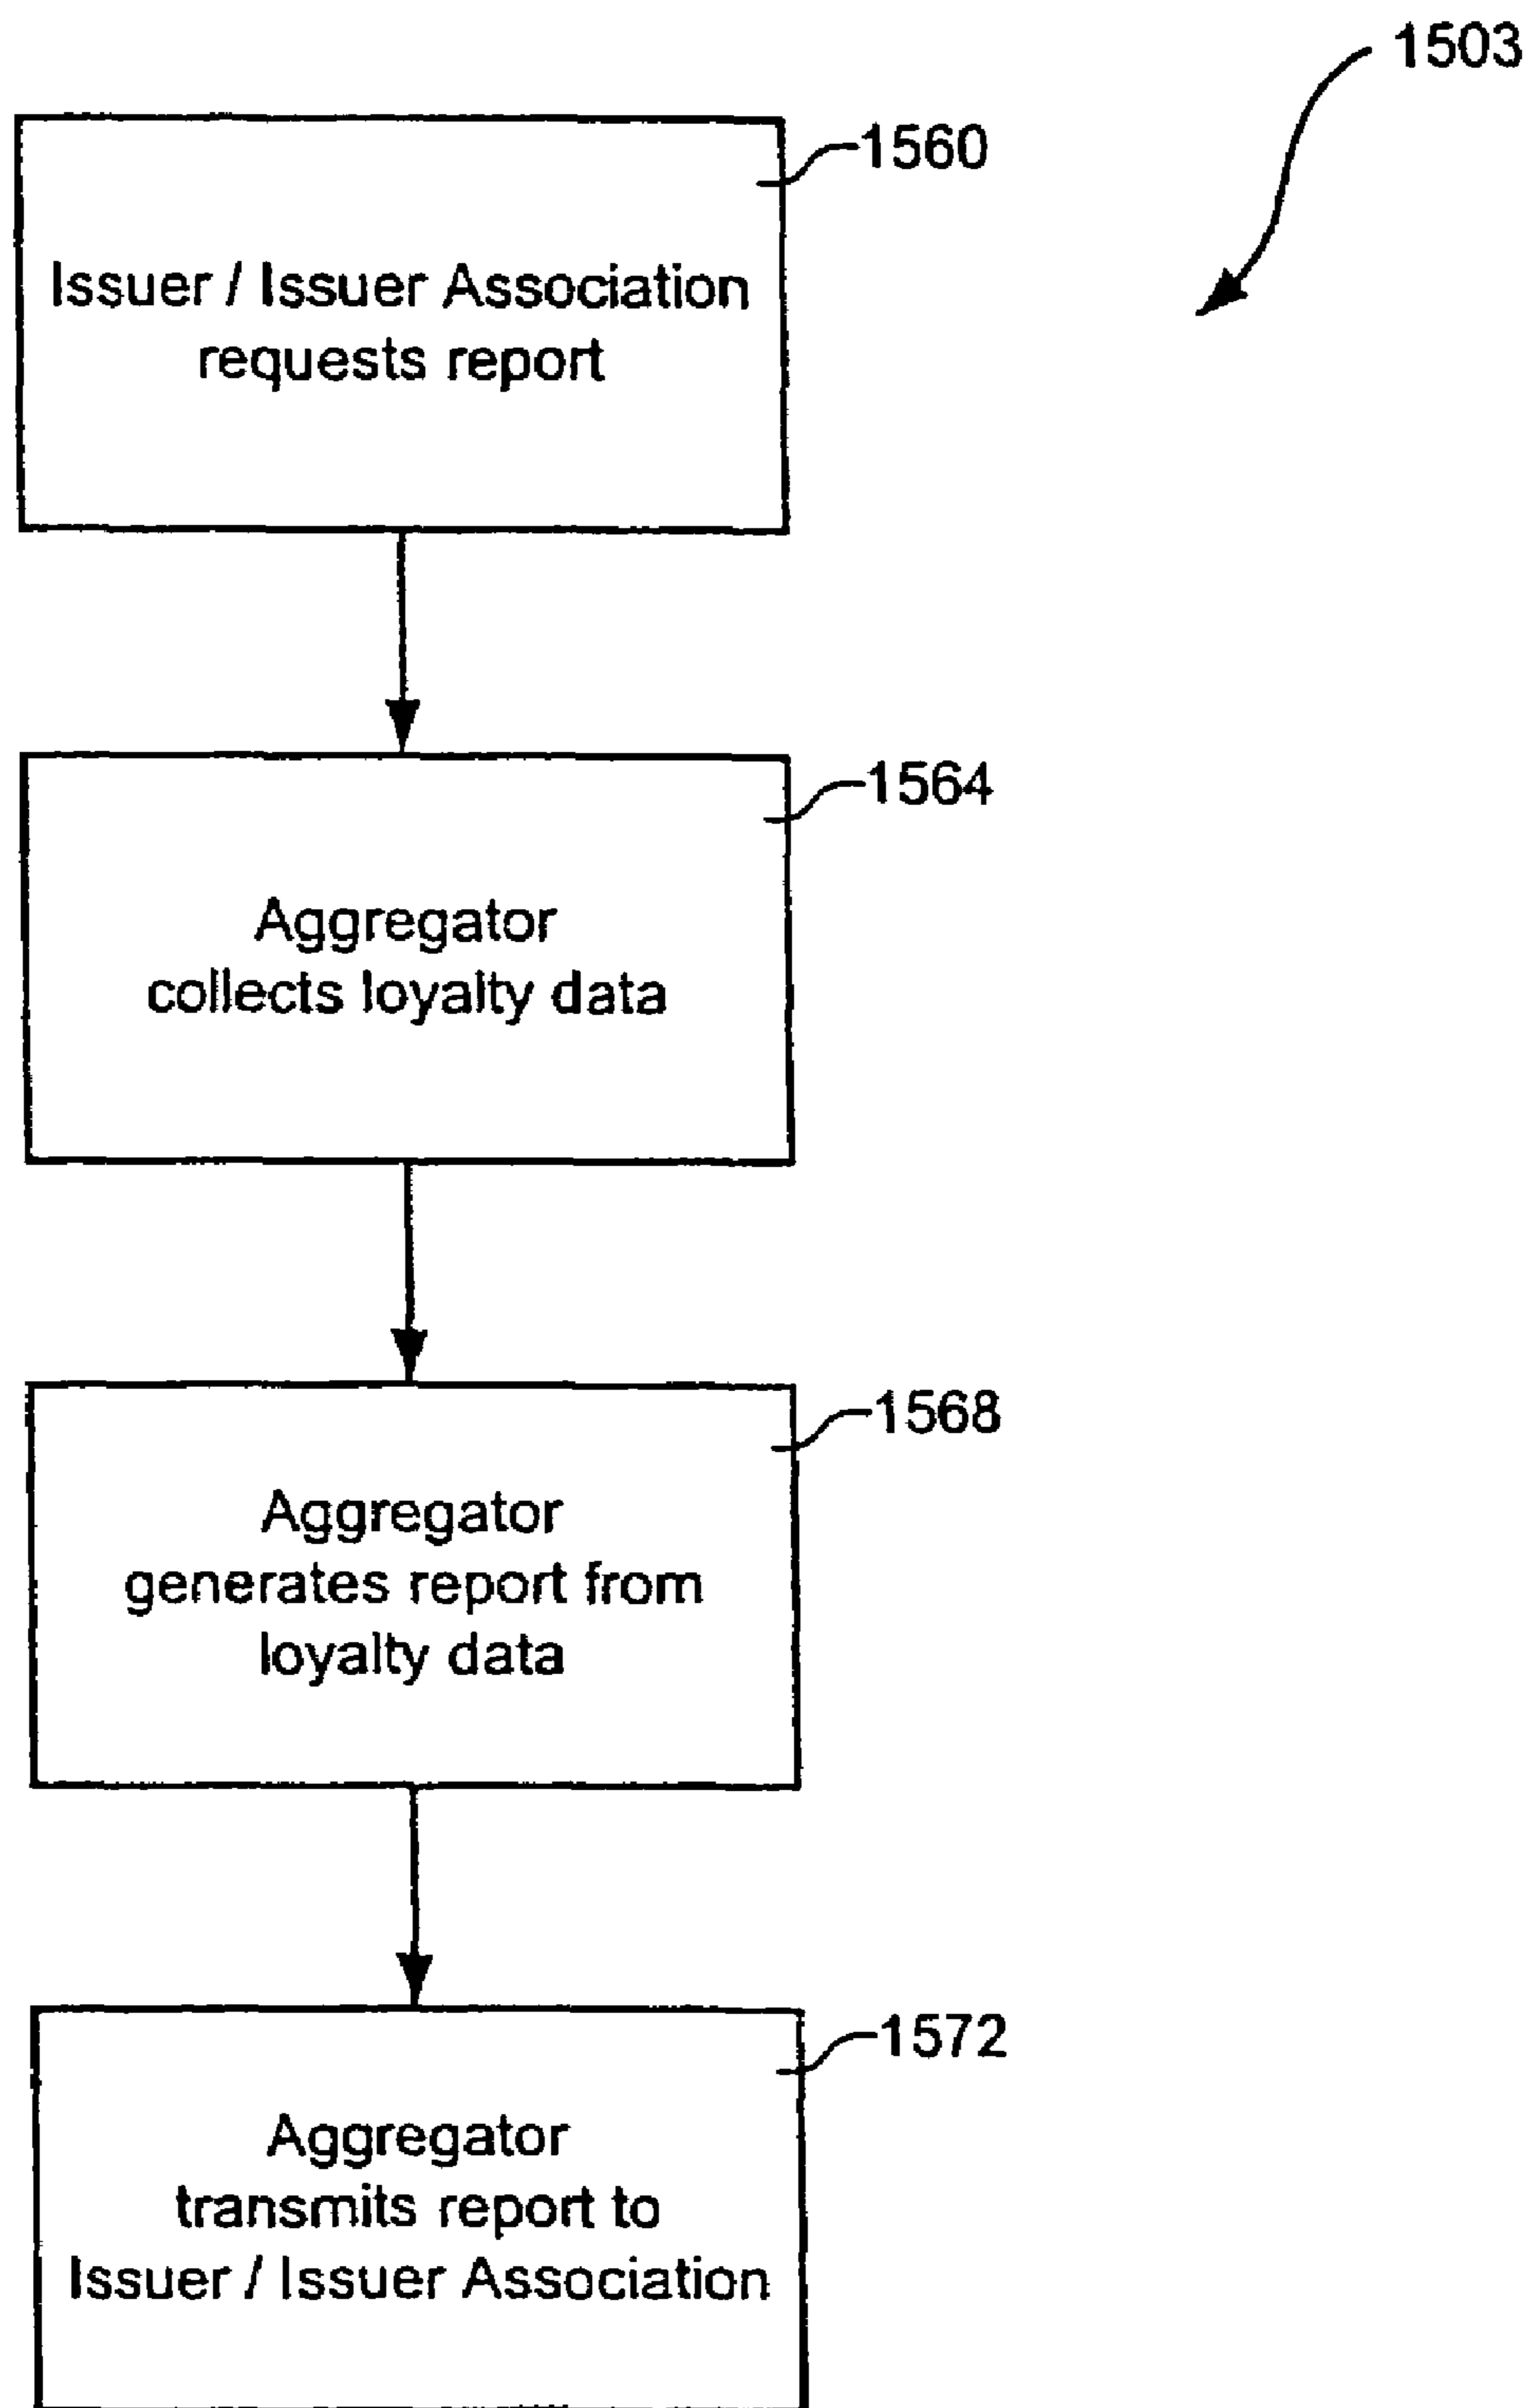 1503
1560
Issuer / Issuer Association
requests report
1564
Aggregator
collects loyalty data
1568
Aggregator
generates report from
loyalty data
1572
Aggregator
transmits report to
Issuer / Issuer Association